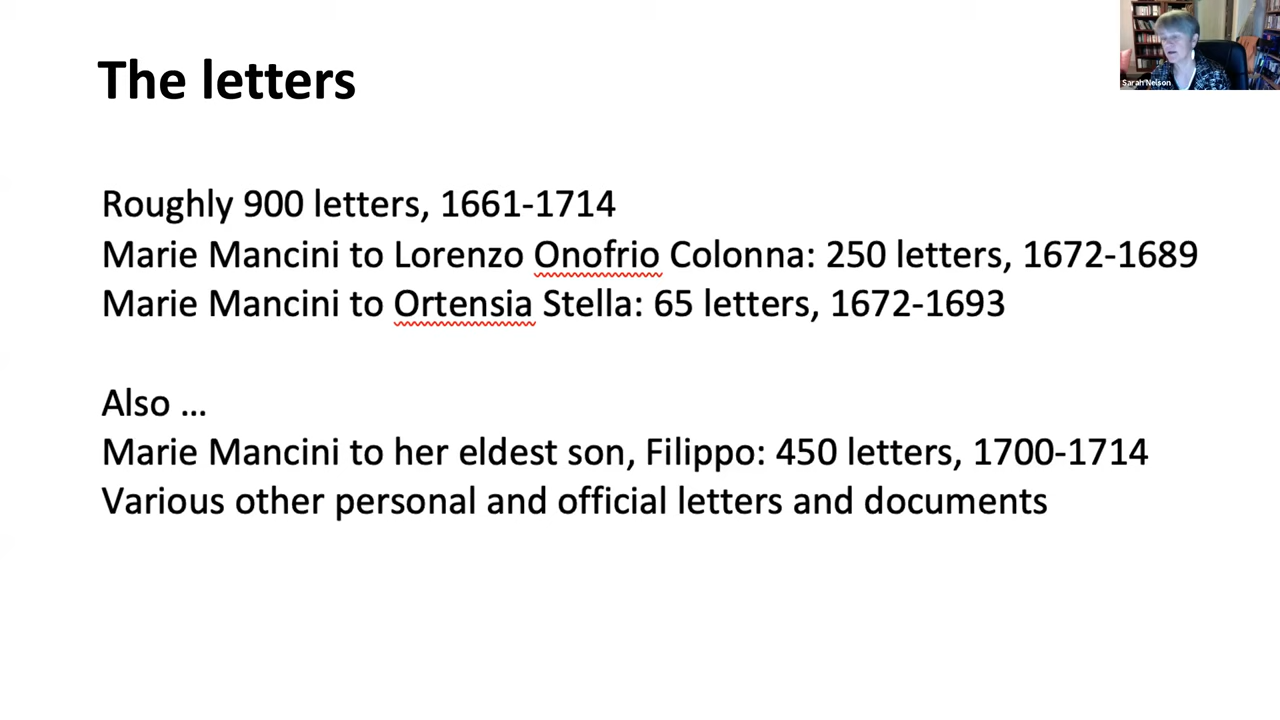 The letters
Sarah Nelson
Roughly 900 letters, 1661-1714
Marie Mancini to Lorenzo Onofrio Colonna: 250 letters, 1672-1689
Marie Mancini to Ortensia Stella: 65 letters, 1672-1693
Also ...
Marie Mancini to her eldest son, Filippo: 450 letters, 1700-1714
Various other personal and official letters and documents